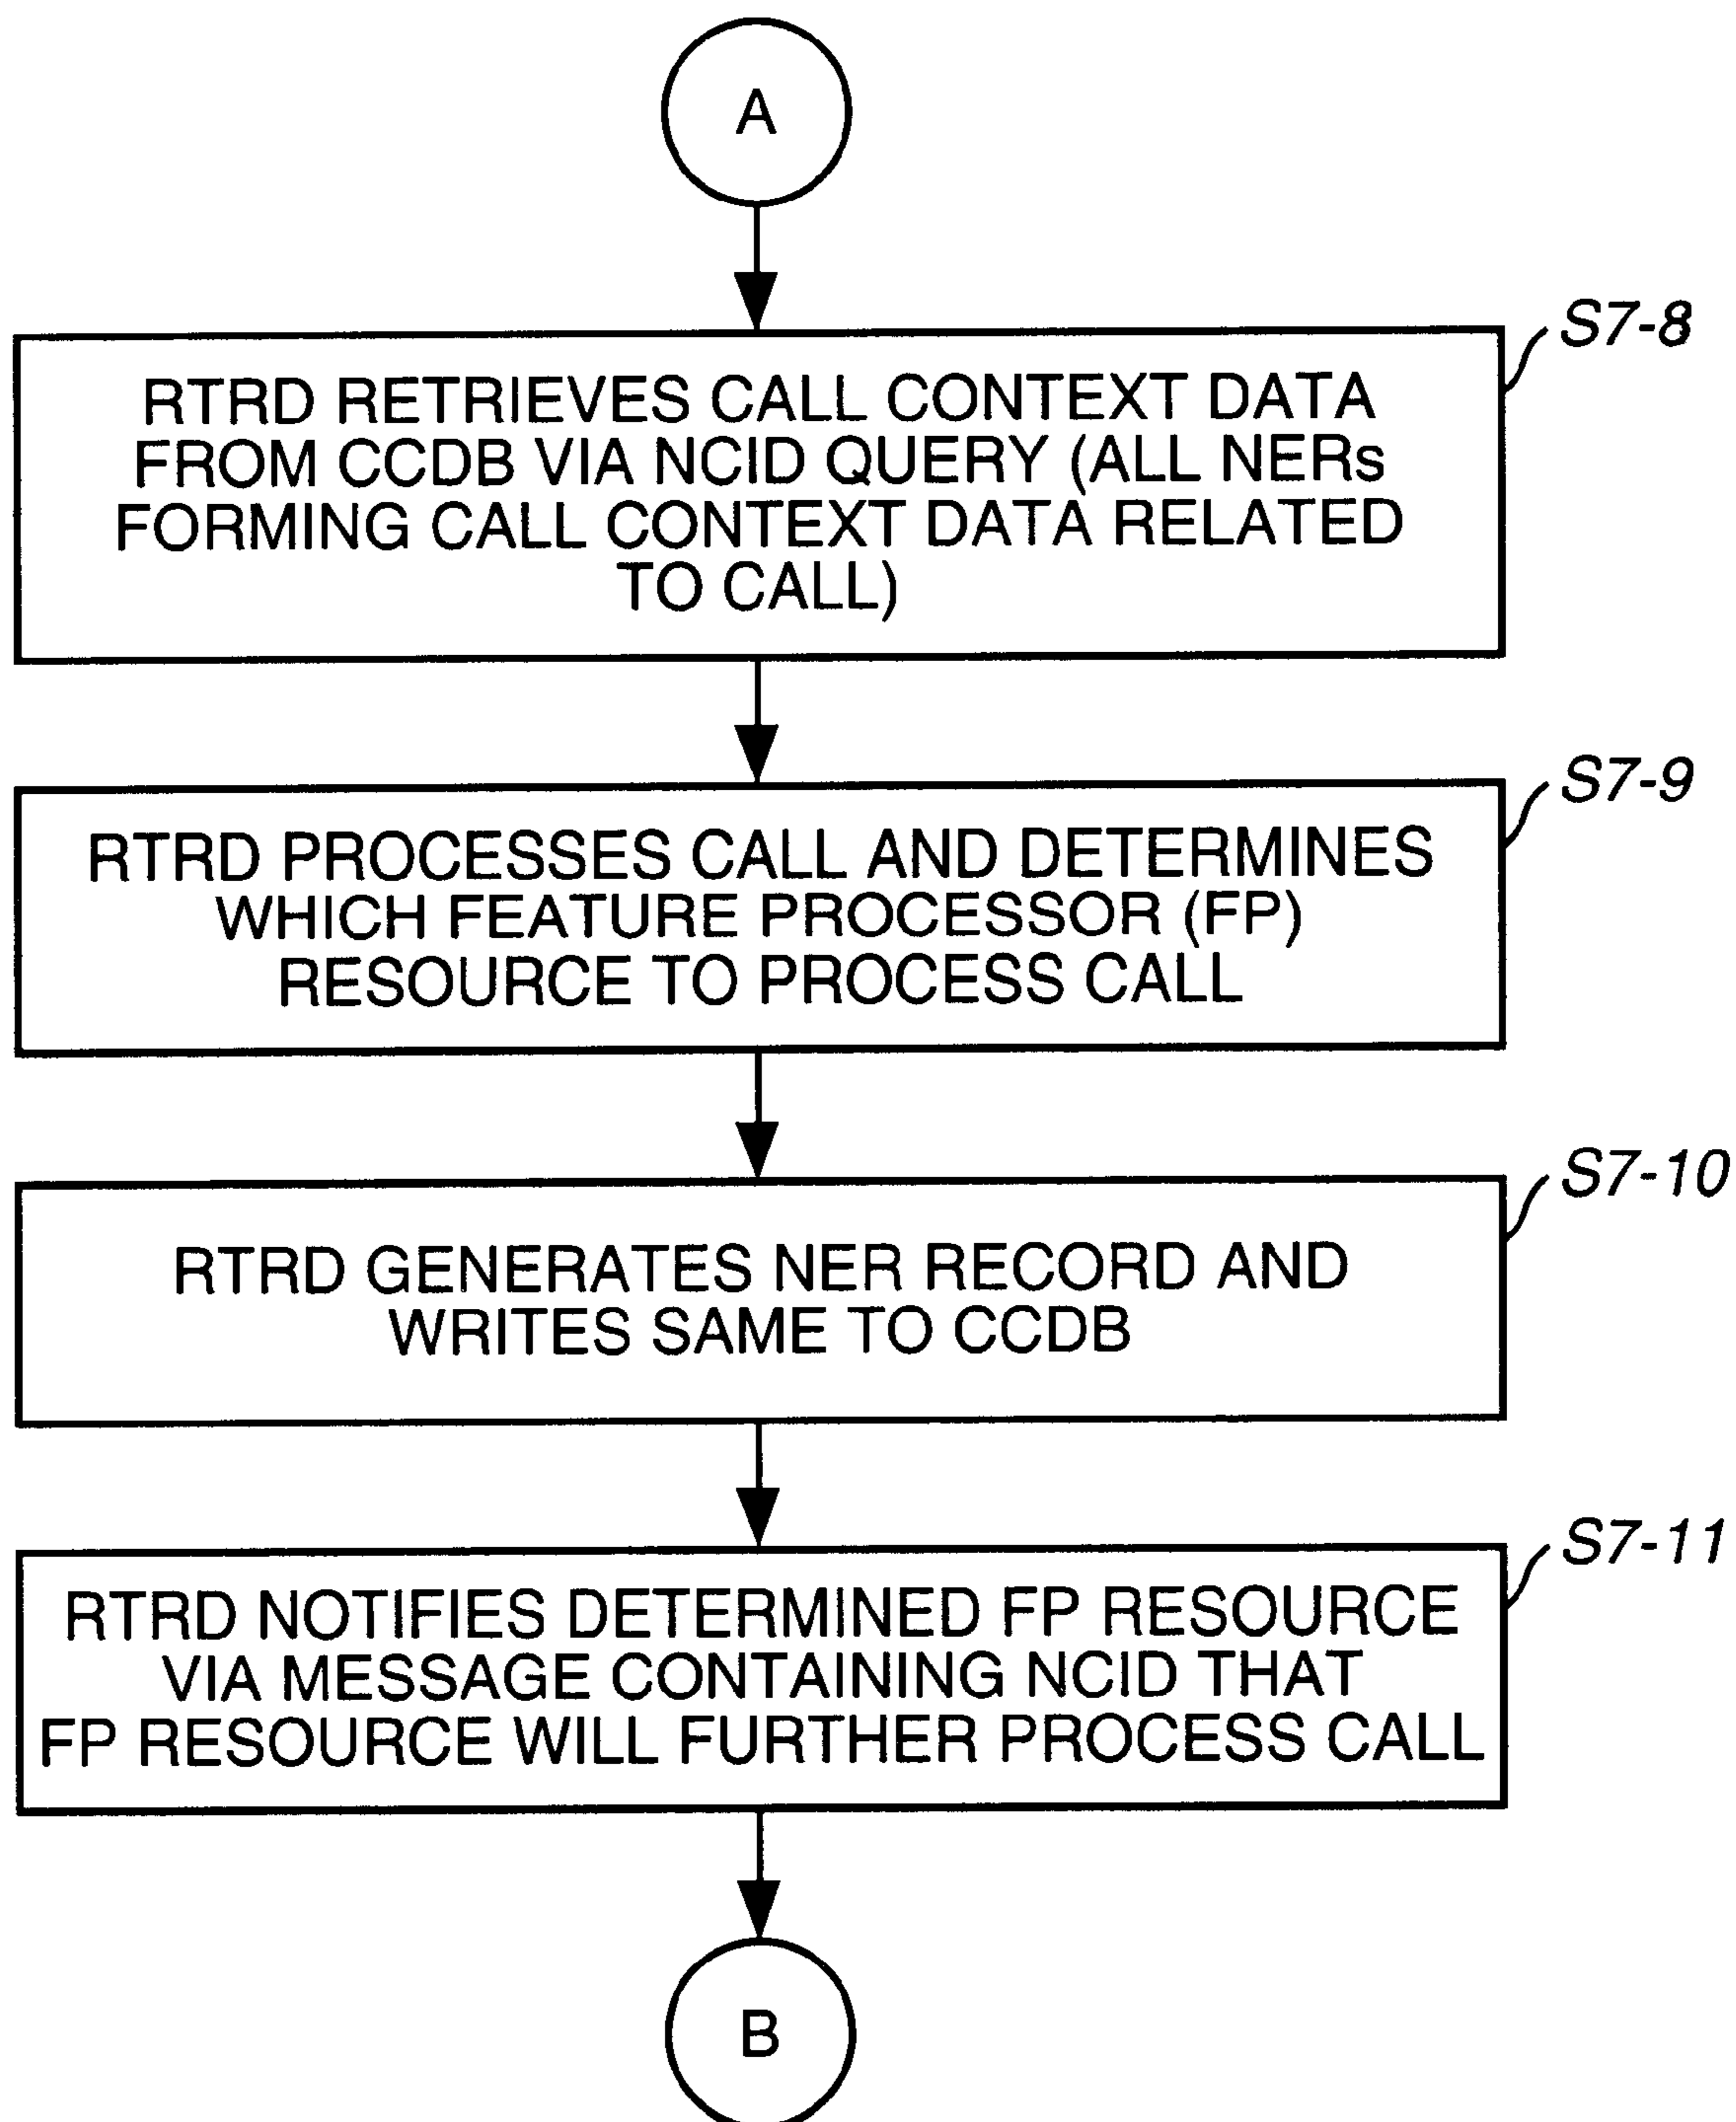 A
S7-8
RTRD RETRIEVES CALL CONTEXT DATA
FROM CCDB VIA NCID QUERY (ALL NERs
FORMING CALL CONTEXT DATA RELATED
TO CALL)
S7-9
RTRD PROCESSES CALL AND DETERMINES
WHICH FEATURE PROCESSOR (FP)
RESOURCE TO PROCESS CALL
S7-10
RTRD GENERATES NER RECORD AND
WRITES SAME TO CCDB
S7-11
RTRD NOTIFIES DETERMINED FP RESOURCE
VIA MESSAGE CONTAINING NCID THAT
FP RESOURCE WILL FURTHER PROCESS CALL
B